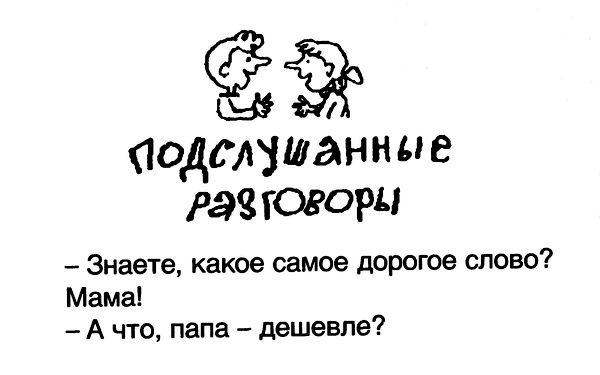 ПОДСЛУШАННЫЕ
РАЗГОВОРЫ
– Знаете, какое самое дорогое слово?
Мама!
– А что, папа – дешевле?